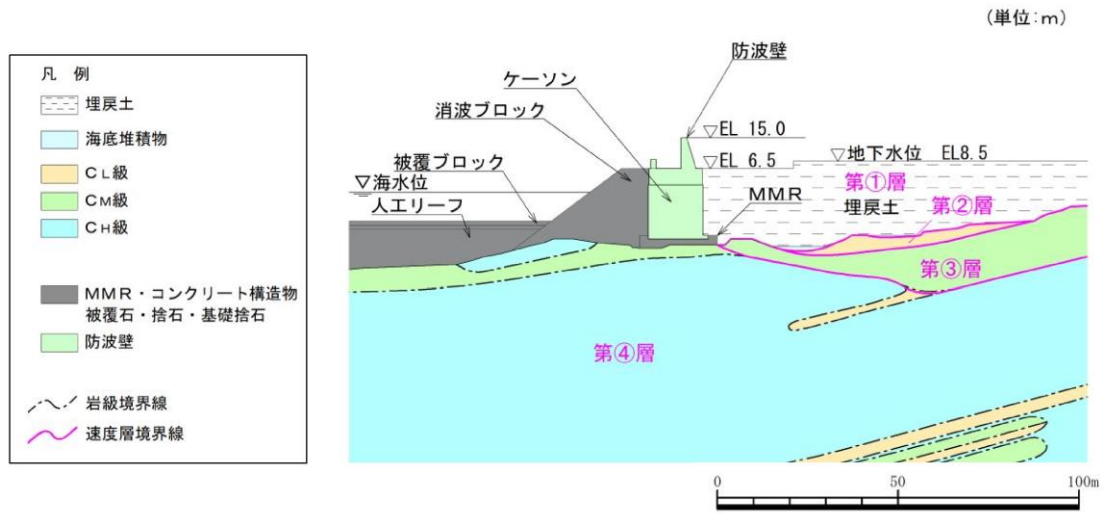 (単位:m)
凡 例
埋戻土
海底堆積物
CL級
CM級
CH級
MMR・コンクリート構造物
被覆石・捨石・基礎捨石
防波壁
岩級境界線
速度層境界線
防波壁
ケーソン
消波ブロック
▽EL 15.0
被覆ブロック
▽EL 6.5
▽地下水位 EL8.5
▽海水位
人工リーフ
MMR
第①層
埋戻土
第②層
第③層
第④層
0 50 100m